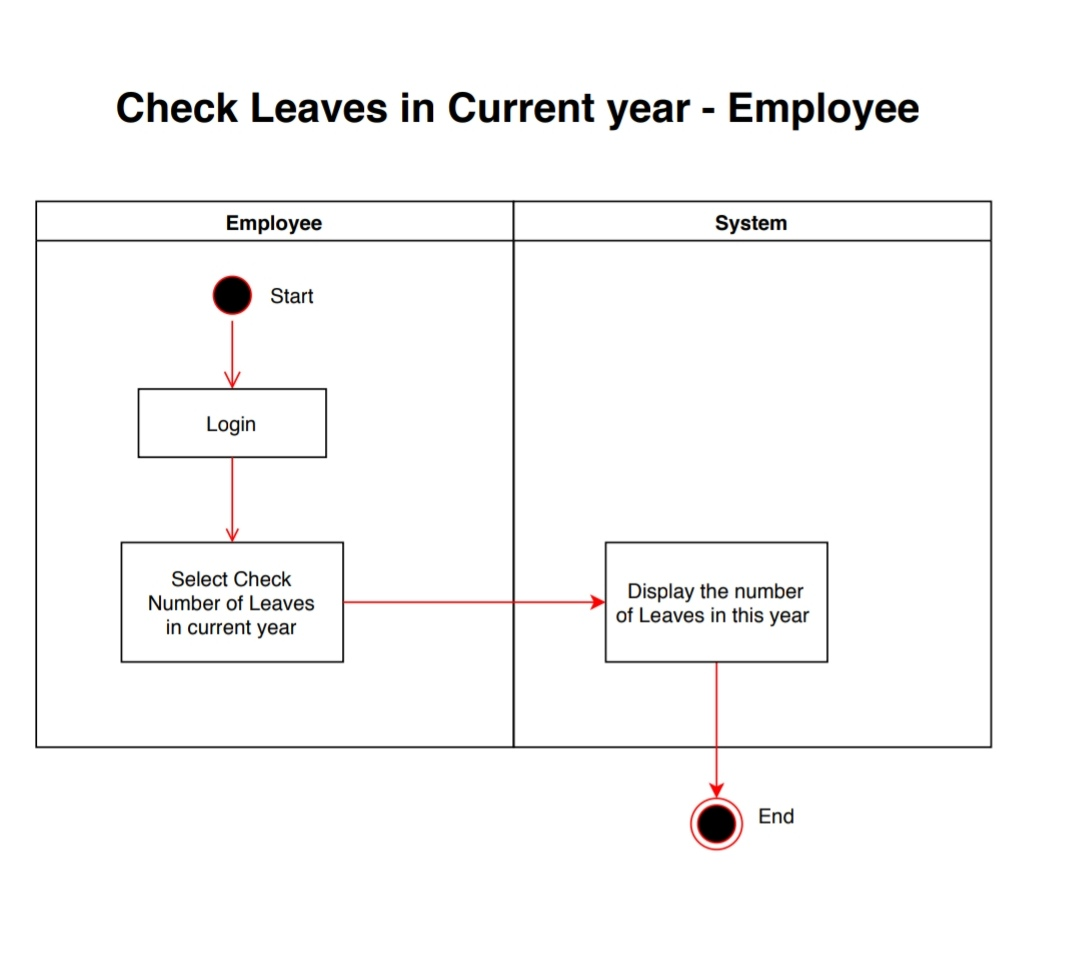 Check Leaves in Current year - Employee
Employee
System
Start
Login
Select Check
Number of Leaves
in current year
Display the number
of Leaves in this year
End